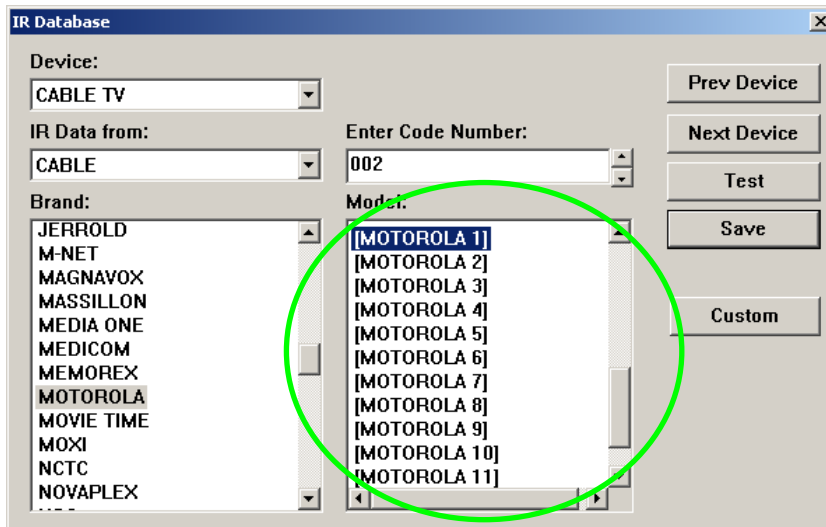 IR Database
Device:
CABLE TV
IR Data from:
CABLE
Enter Code Number:
002
Brand:
JERROLD
M-NET
MAGNAVOX
MASSILLON
MEDIA ONE
MEDICOM
MEMOREX
MOTOROLA
MOVIE TIME
MOXI
NCTC
NOVAPLEX
Model:
[MOTOROLA 1]
[MOTOROLA 2]
[MOTOROLA 3]
[MOTOROLA 4]
[MOTOROLA 5]
[MOTOROLA 6]
[MOTOROLA 7]
[MOTOROLA 8]
[MOTOROLA 9]
[MOTOROLA 10]
[MOTOROLA 11]
Prev Device
Next Device
Test
Save
Custom